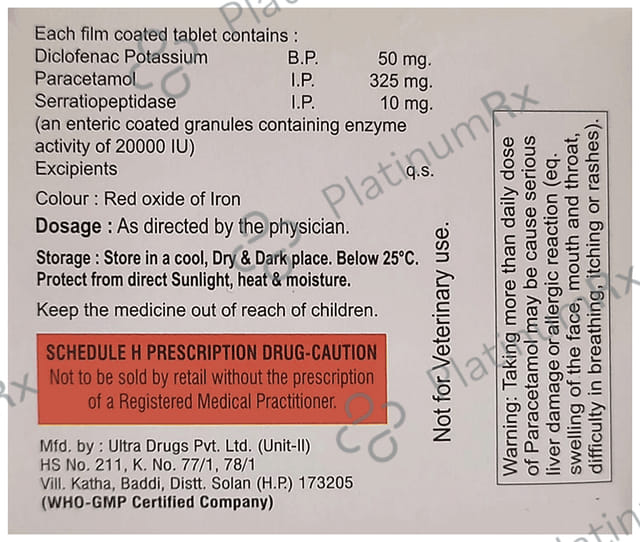 Each film coated tablet contains :
Diclofenac Potassium B.P. 50 mg.
Paracetamol I.P. 325 mg.
Serratiopeptidase I.P. 10 mg.
(an enteric coated granules containing enzyme
activity of 20000 IU)
Excipients q.s.
Colour : Red oxide of Iron
Dosage : As directed by the physician.
Storage : Store in a cool, Dry & Dark place. Below 25°C.
Protect from direct Sunlight, heat & moisture.
Keep the medicine out of reach of children.
SCHEDULE H PRESCRIPTION DRUG-CAUTION
Not to be sold by retail without the prescription
of a Registered Medical Practitioner.
Mfd. by : Ultra Drugs Pvt. Ltd. (Unit-II)
HS No. 211, K. No. 77/1, 78/1
Vill. Katha, Baddi, Distt. Solan (H.P.) 173205
(WHO-GMP Certified Company)
Not for Veterinary use.
Warning: Taking more than daily dose
of Paracetamol may be cause serious
liver damage or allergic reaction (eq.
swelling of the face, mouth and throat,
difficulty in breathing, itching or rashes).
PlatinumRx
PlatinumRx
Rx
Platin